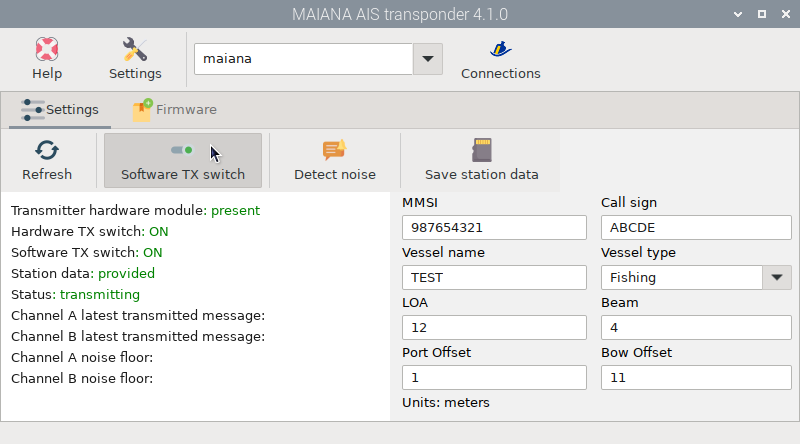 MAIANA AIS transponder 4.1.0
Help
Settings
maiana
Connections
Settings
Firmware
Refresh
Software TX switch
Detect noise
Save station data
Transmitter hardware module: present
Hardware TX switch: ON
Software TX switch: ON
Station data: provided
Status: transmitting
Channel A latest transmitted message:
Channel B latest transmitted message:
Channel A noise floor:
Channel B noise floor:
MMSI
Call sign
987654321
ABCDE
Vessel name
Vessel type
TEST
Fishing
LOA
Beam
12
4
Port Offset
Bow Offset
1
11
Units: meters